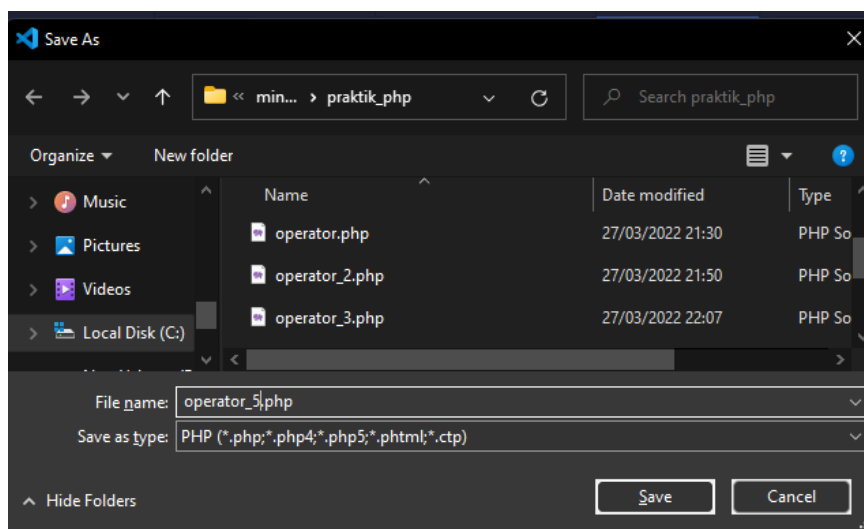 Save As
« min... › praktik_php
Search praktik_php
Organize New folder
Name Date modified Type
Music
operator.php 27/03/2022 21:30 PHP So
Pictures
operator_2.php 27/03/2022 21:50 PHP So
Videos
operator_3.php 27/03/2022 22:07 PHP So
Local Disk (C:)
File name: operator_5.php
Save as type: PHP (*.php;*.php4;*.php5;*.phtml;*.ctp)
Hide Folders
Save Cancel